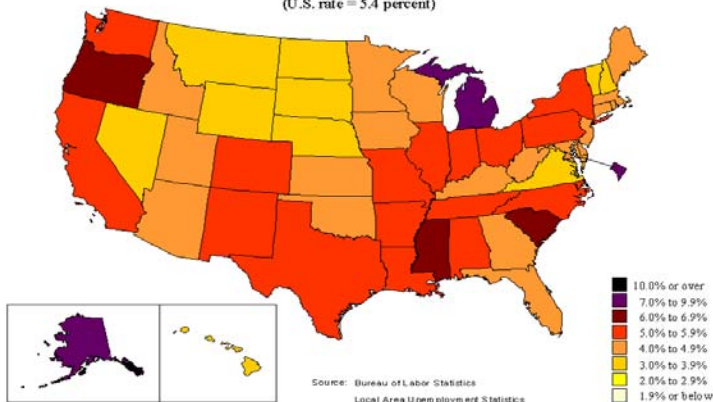 (U.S. rate = 5.4 percent)
10.0% or over
7.0% to 9.9%
6.0% to 6.9%
5.0% to 5.9%
4.0% to 4.9%
3.0% to 3.9%
2.0% to 2.9%
1.9% or below
Source: Bureau of Labor Statistics
Local Area Unemployment Statistics